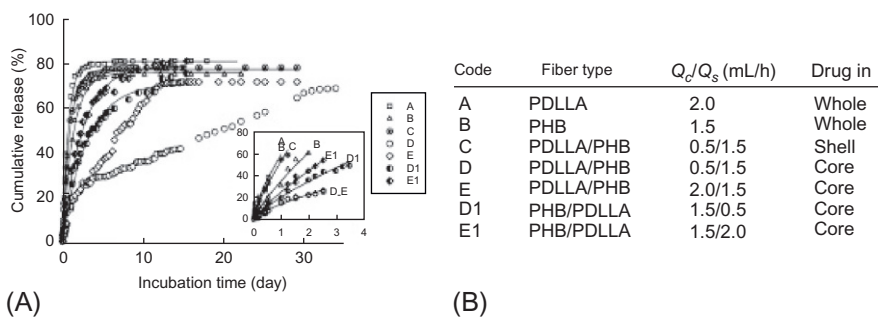 100
80
60
40
20
0
Cumulative release (%)
0 10 20 30
Incubation time (day)
A
B
C
D
E
D1
E1
60
40
20
0
0 1 2 3 4
A
B C
B
E1
D1
D,E
(A)
Code Fiber type Qc/Qs (mL/h) Drug in
A PDLLA 2.0 Whole
B PHB 1.5 Whole
C PDLLA/PHB 0.5/1.5 Shell
D PDLLA/PHB 0.5/1.5 Core
E PDLLA/PHB 2.0/1.5 Core
D1 PHB/PDLLA 1.5/0.5 Core
E1 PHB/PDLLA 1.5/2.0 Core
(B)